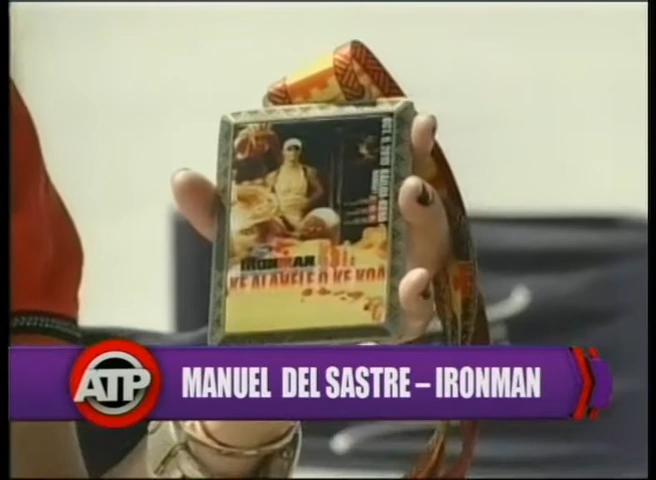 IRONMAN
KE ALAHELE O KE KOA
ATP
MANUEL DEL SASTRE – IRONMAN